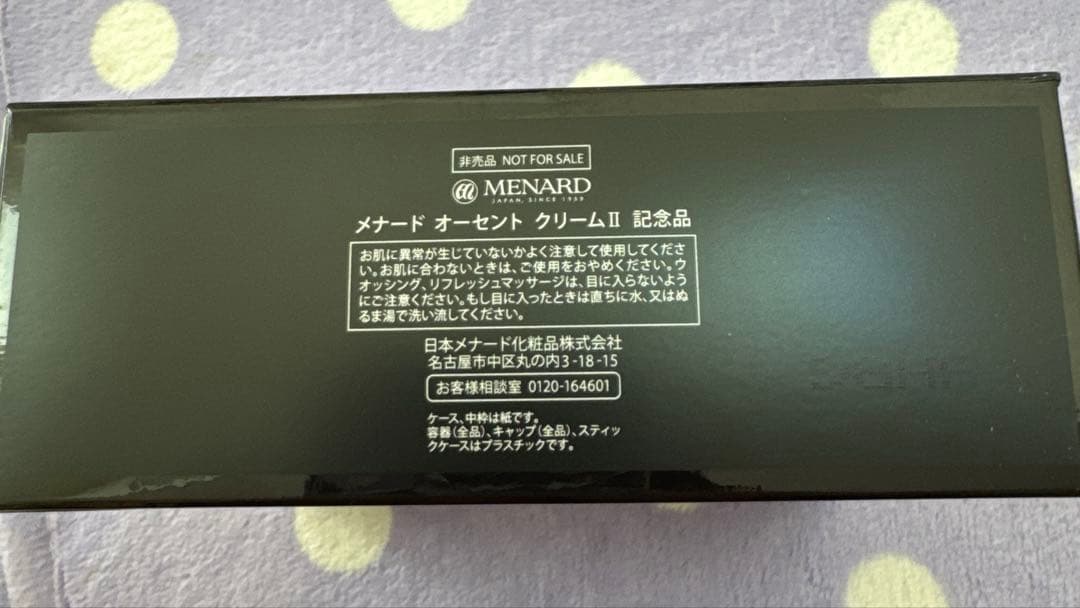 非売品 NOT FOR SALE
MENARD
JAPAN, SINCE 1959
メナード オーセント クリームⅡ 記念品
お肌に異常が生じていないかよく注意して使用してくださ
い。お肌に合わないときは、ご使用をおやめください。ウ
オッシング、リフレッシュマッサージは、目に入らないよう
にご注意ください。もし目に入ったときは直ちに水、又はぬ
るま湯で洗い流してください。
日本メナード化粧品株式会社
名古屋市中区丸の内3-18-15
お客様相談室 0120-164601
ケース、中枠は紙です。
容器(全品)、キャップ(全品)、スティッ
クケースはプラスチックです。